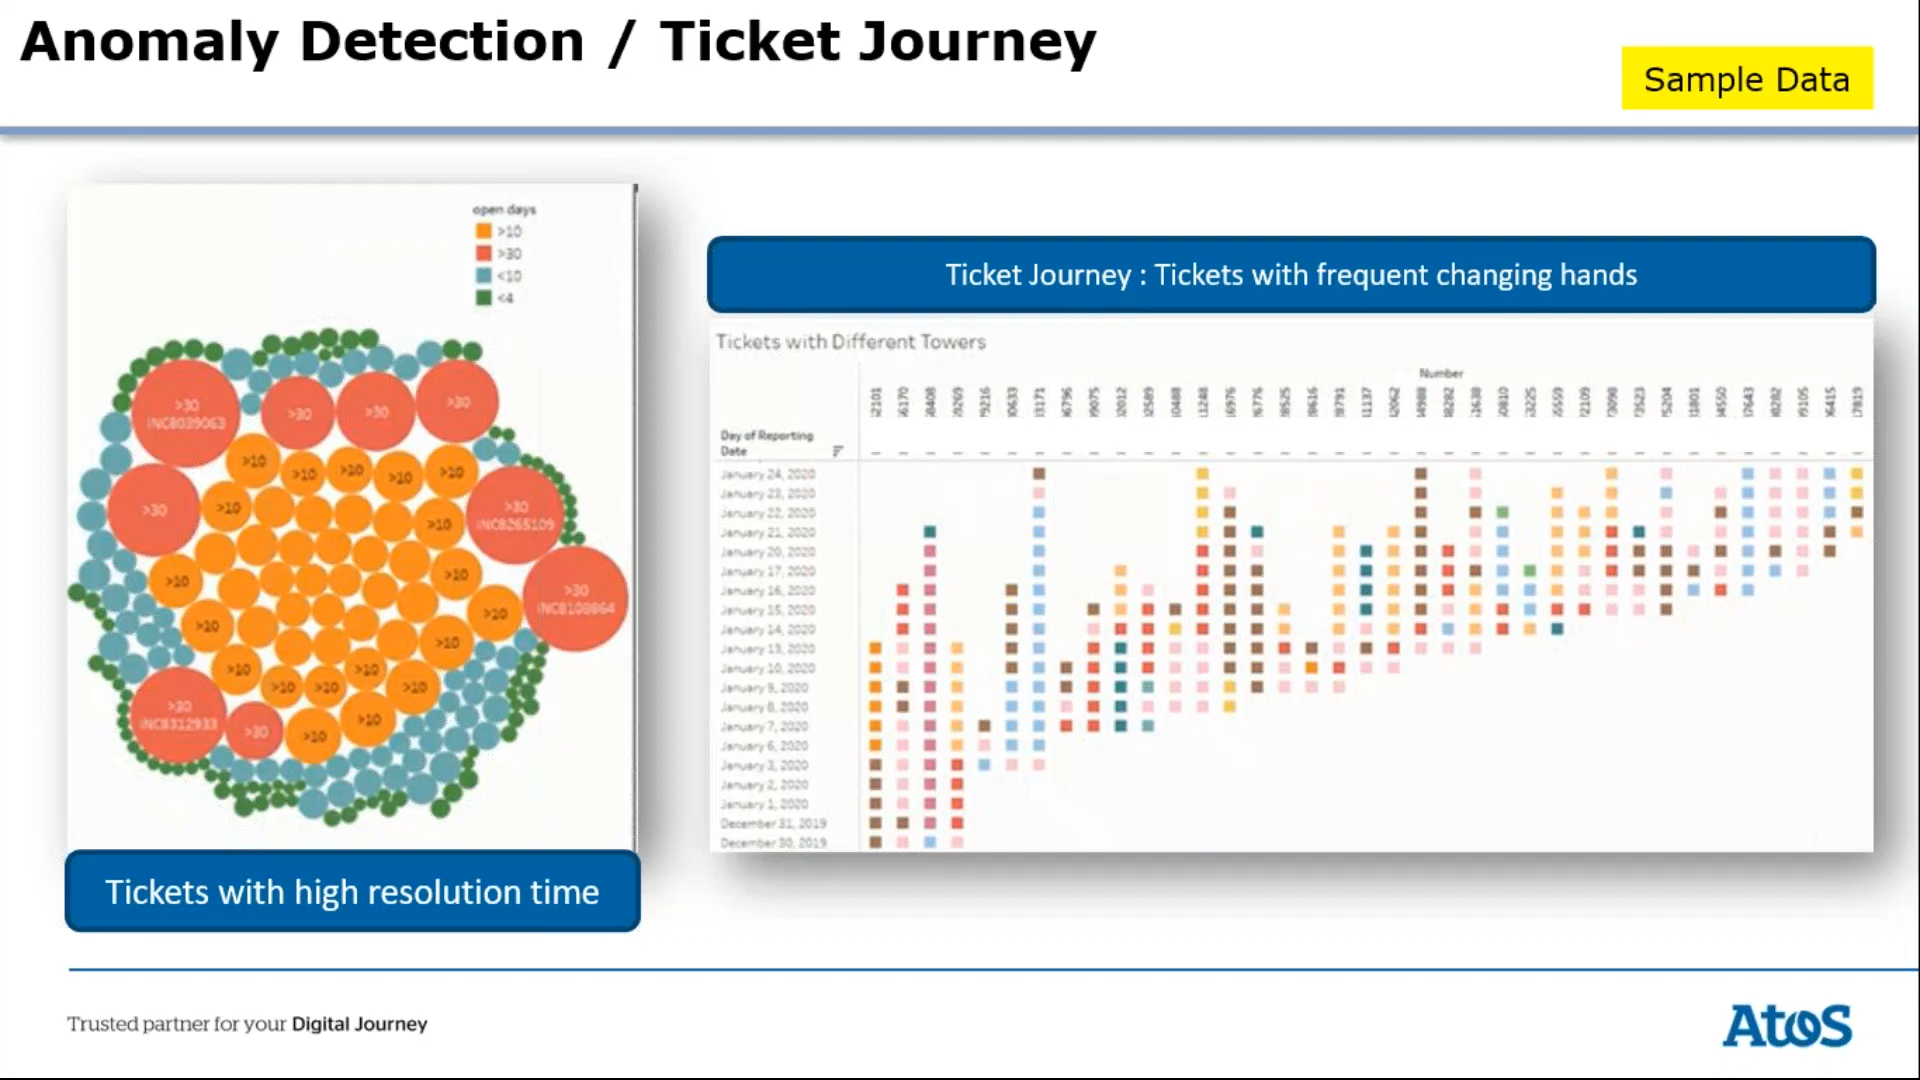 Anomaly Detection / Ticket Journey
Sample Data
open days
>10
>30
<10
<4
>30
INC8039063
>30
>30
>30
>10
>10
>10
>10
>10
>30
>10
>10
>30
INC8265109
>10
>10
>30
INC8108864
>10
>10
>10
>10
>10
>10
>10
>10
>30
INC8312933
>30
>10
>10
Tickets with high resolution time
Ticket Journey : Tickets with frequent changing hands
Tickets with Different Towers
Number
Day of Reporting
Date
January 24, 2020
January 23, 2020
January 22, 2020
January 21, 2020
January 20, 2020
January 17, 2020
January 16, 2020
January 15, 2020
January 14, 2020
January 13, 2020
January 10, 2020
January 9, 2020
January 8, 2020
January 7, 2020
January 6, 2020
January 3, 2020
January 2, 2020
January 1, 2020
December 31, 2019
December 30, 2019
Trusted partner for your Digital Journey
Atos